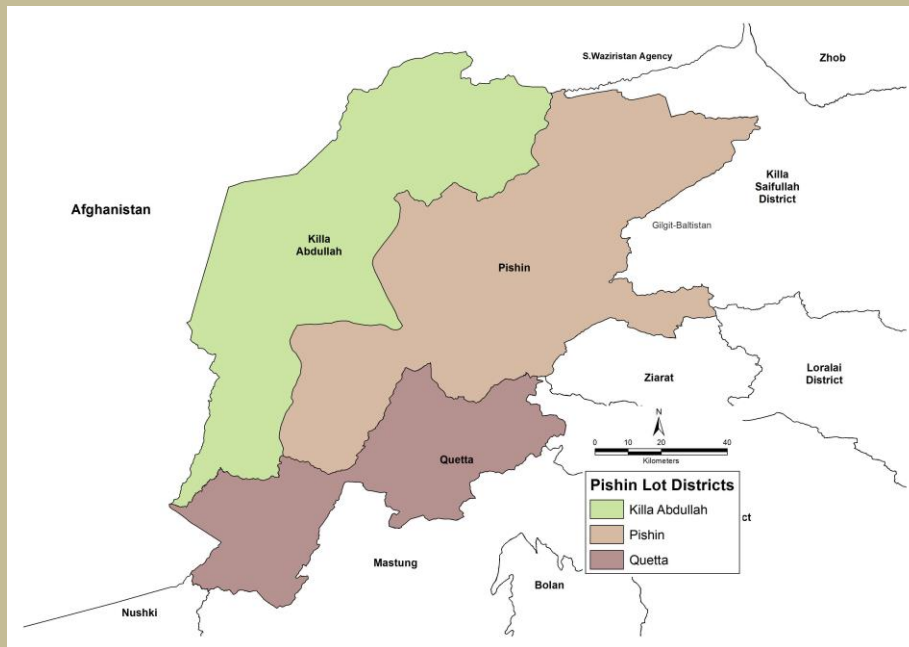 S.Waziristan Agency
Zhob
Killa
Saifullah
District
Afghanistan
Gilgit-Baltistan
Killa
Abdullah
Pishin
Ziarat
Loralai
District
N
0 10 20 40
Kilometers
Quetta
Pishin Lot Districts
Killa Abdullah
Pishin
Quetta
ct
Mastung
Bolan
Nushki